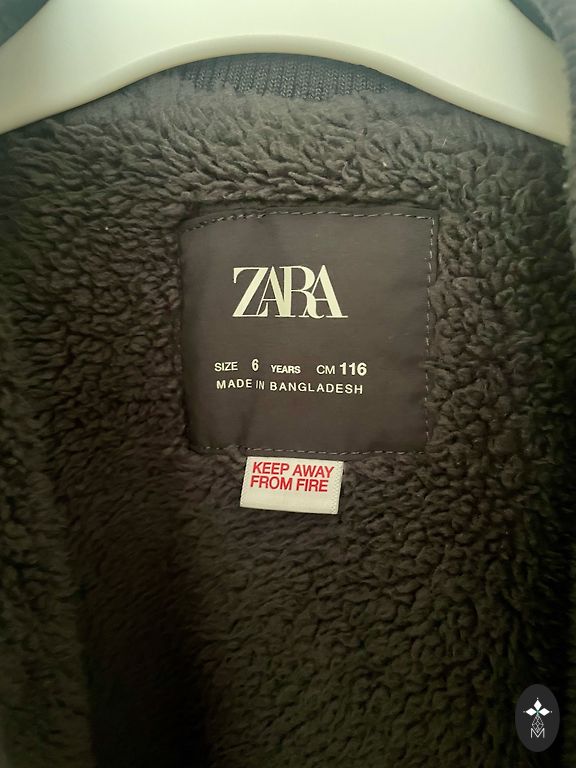 ZARA
SIZE 6 YEARS CM 116
MADE IN BANGLADESH
KEEP AWAY
FROM FIRE
M